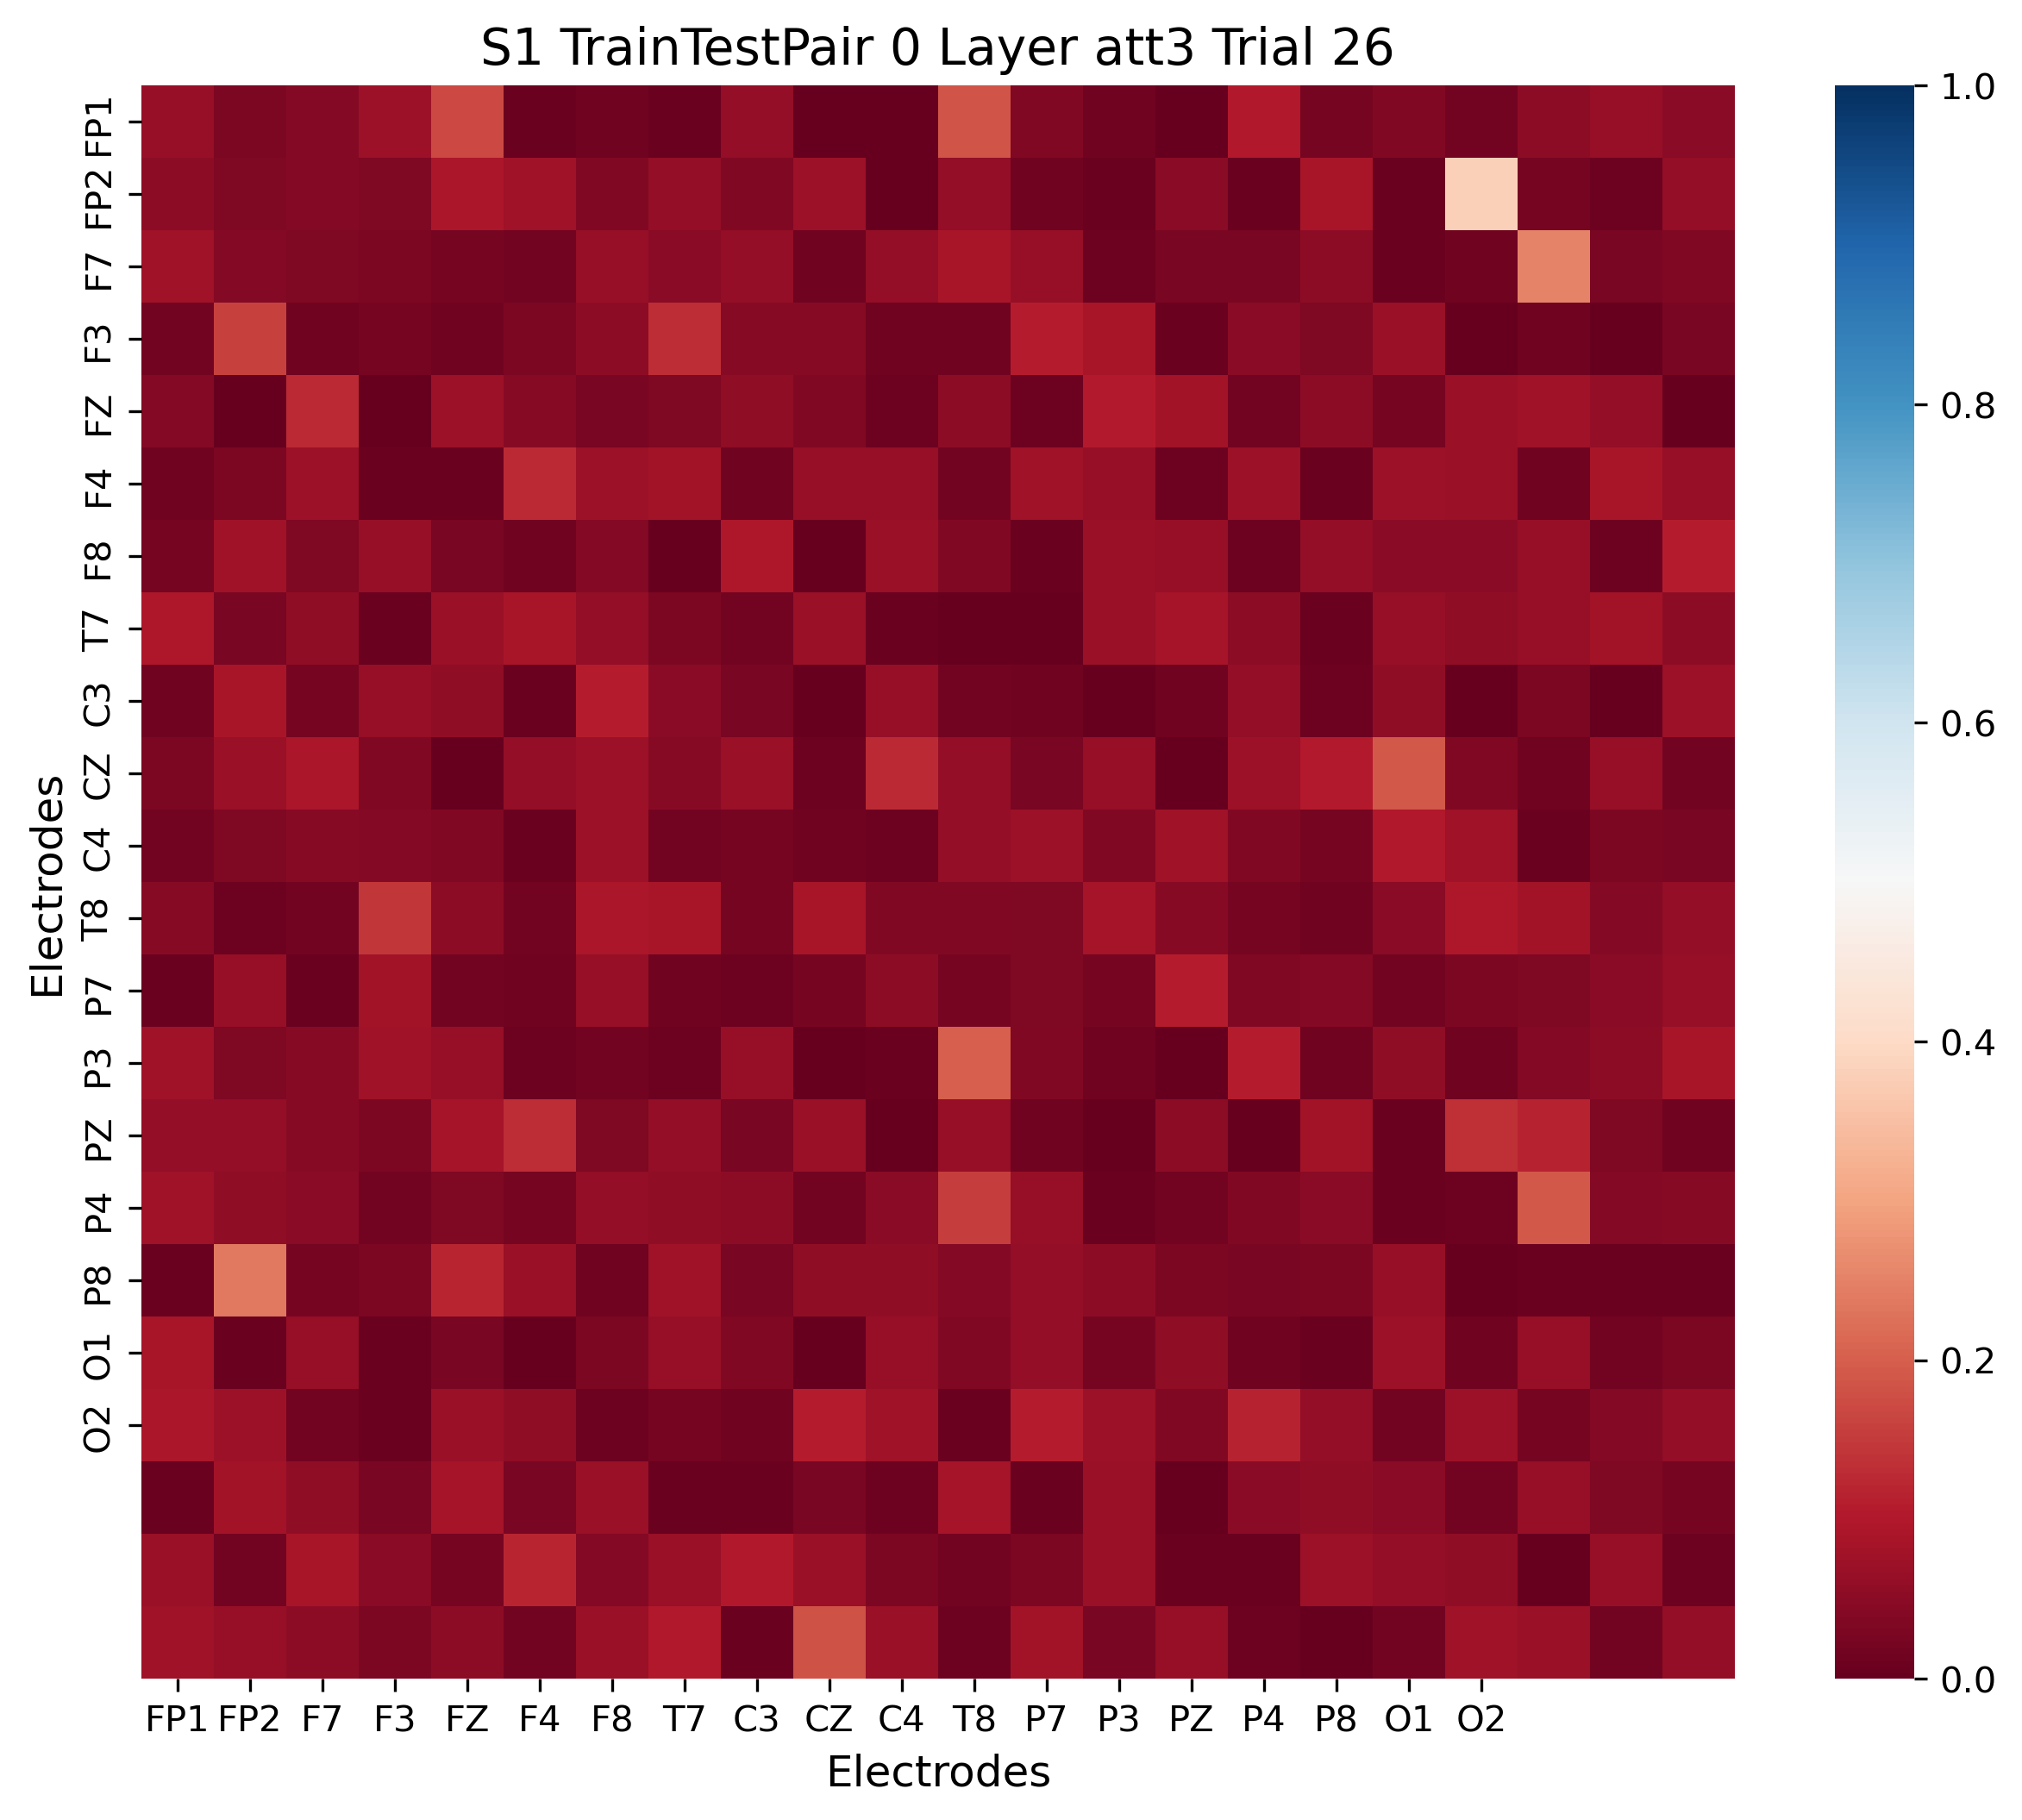 S1 TrainTestPair 0 Layer att3 Trial 26
Electrodes
FP1
FP2
F7
F3
FZ
F4
F8
T7
C3
CZ
C4
T8
P7
P3
PZ
P4
P8
O1
O2
FP1 FP2 F7 F3 FZ F4 F8 T7 C3 CZ C4 T8 P7 P3 PZ P4 P8 O1 O2
Electrodes
1.0
0.8
0.6
0.4
0.2
0.0